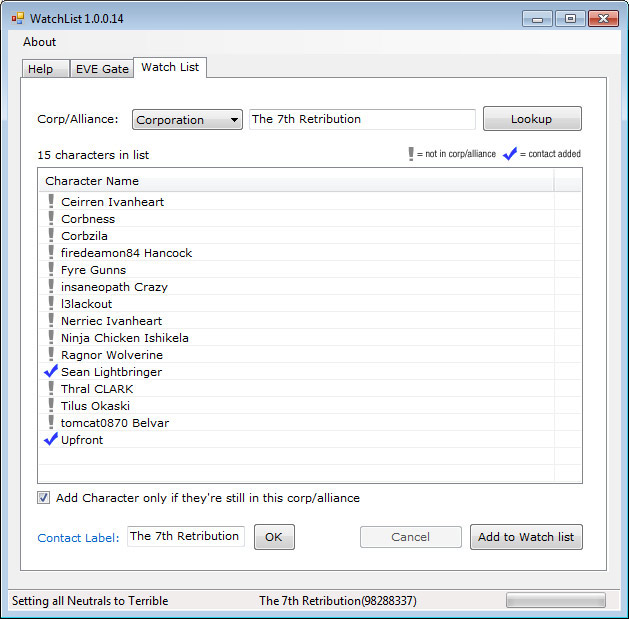 WatchList 1.0.0.14
About
Help EVE Gate Watch List
Corp/Alliance: Corporation The 7th Retribution Lookup
15 characters in list = not in corp/alliance = contact added
Character Name
Ceirren Ivanheart
Corbness
Corbzila
firedeamon84 Hancock
Fyre Gunns
insaneopath Crazy
l3lackout
Nerriec Ivanheart
Ninja Chicken Ishikela
Ragnor Wolverine
Sean Lightbringer
Thral CLARK
Tilus Okaski
tomcat0870 Belvar
Upfront
Add Character only if they're still in this corp/alliance
Contact Label: The 7th Retribution OK Cancel Add to Watch list
Setting all Neutrals to Terrible The 7th Retribution(98288337)